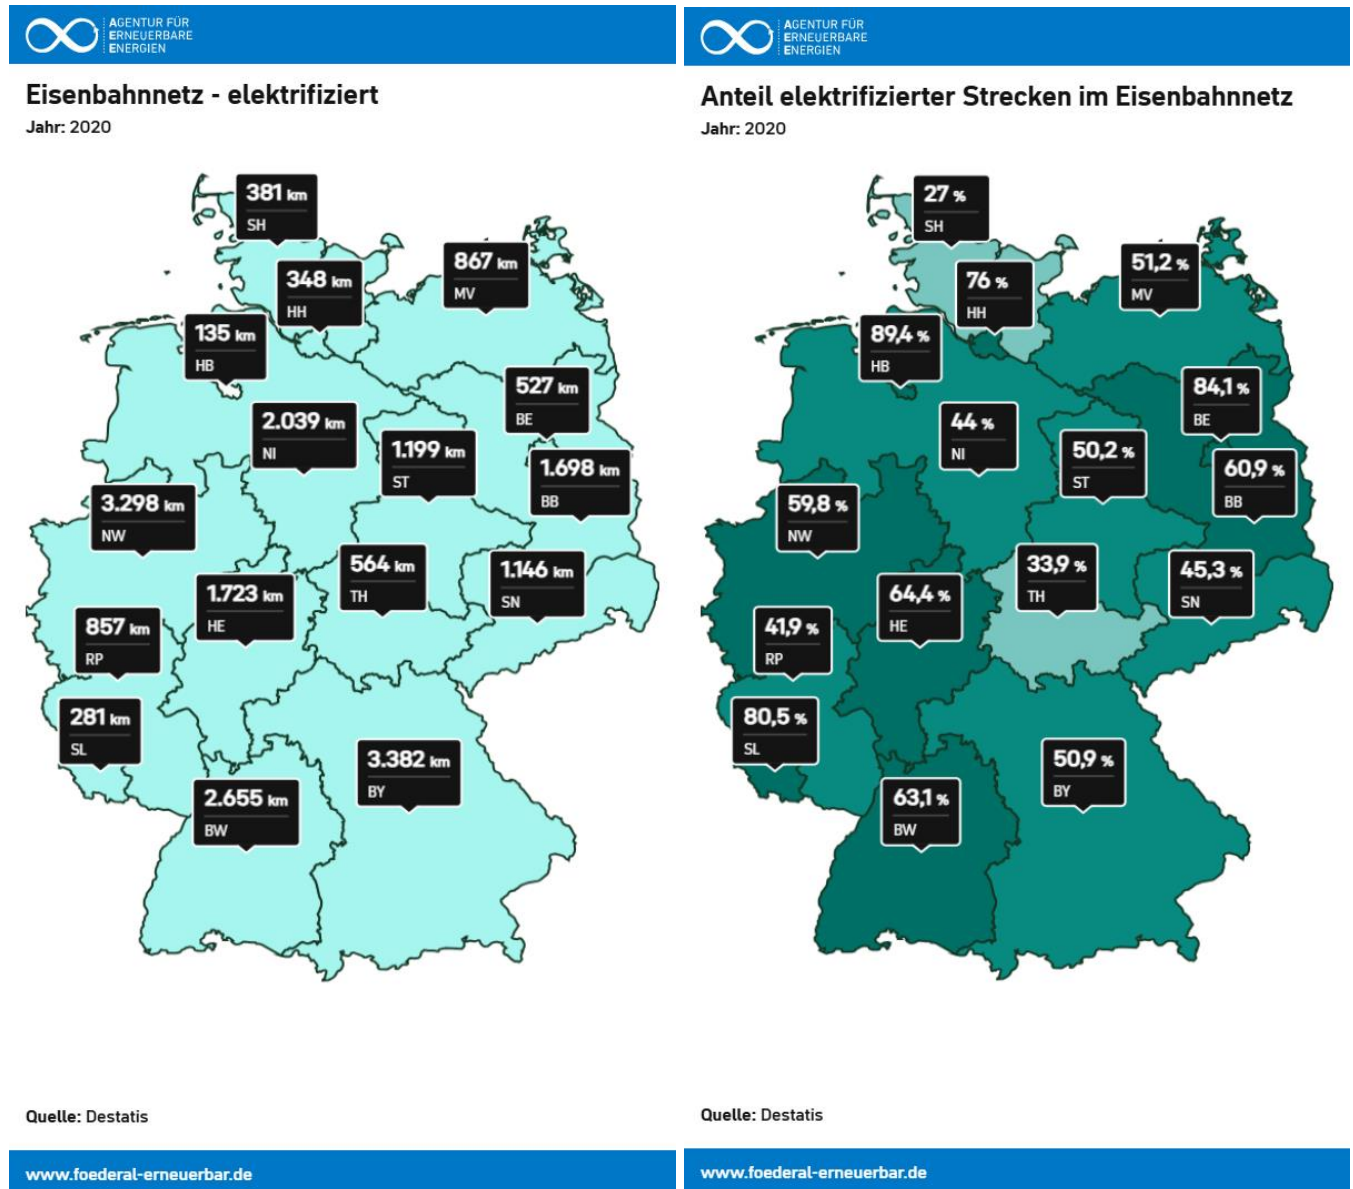 AGENTUR FÜR
ERNEUERBARE
ENERGIEN
Eisenbahnnetz - elektrifiziert
Jahr: 2020
381 km
SH
348 km
HH
867 km
MV
135 km
HB
527 km
BE
2.039 km
NI
1.199 km
ST
1.698 km
BB
3.298 km
NW
564 km
TH
1.146 km
SN
1.723 km
HE
857 km
RP
281 km
SL
3.382 km
BY
2.655 km
BW
Quelle: Destatis
www.foederal-erneuerbar.de
AGENTUR FÜR
ERNEUERBARE
ENERGIEN
Anteil elektrifizierter Strecken im Eisenbahnnetz
Jahr: 2020
27 %
SH
76 %
HH
51,2 %
MV
89,4 %
HB
84,1 %
BE
44 %
NI
50,2 %
ST
60,9 %
BB
59,8 %
NW
33,9 %
TH
45,3 %
SN
64,4 %
HE
41,9 %
RP
80,5 %
SL
50,9 %
BY
63,1 %
BW
Quelle: Destatis
www.foederal-erneuerbar.de